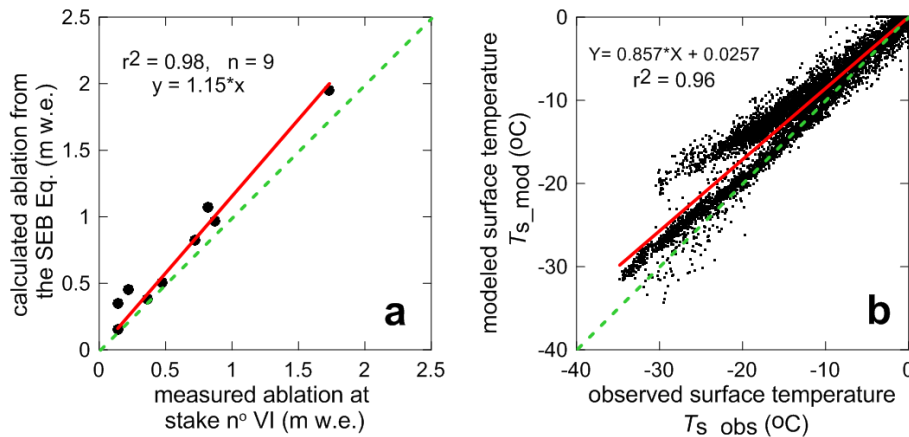 calculated ablation from
the SEB Eq. (m w.e.)
2.5
2
1.5
1
0.5
0
r2 = 0.98, n = 9
y = 1.15*x
a
0 0.5 1 1.5 2 2.5
measured ablation at
stake no VI (m w.e.)
modeled surface temperature
Ts_mod (oC)
0
-10
-20
-30
-40
Y= 0.857*X + 0.0257
r2 = 0.96
b
-40 -30 -20 -10 0
observed surface temperature
Ts obs (oC)